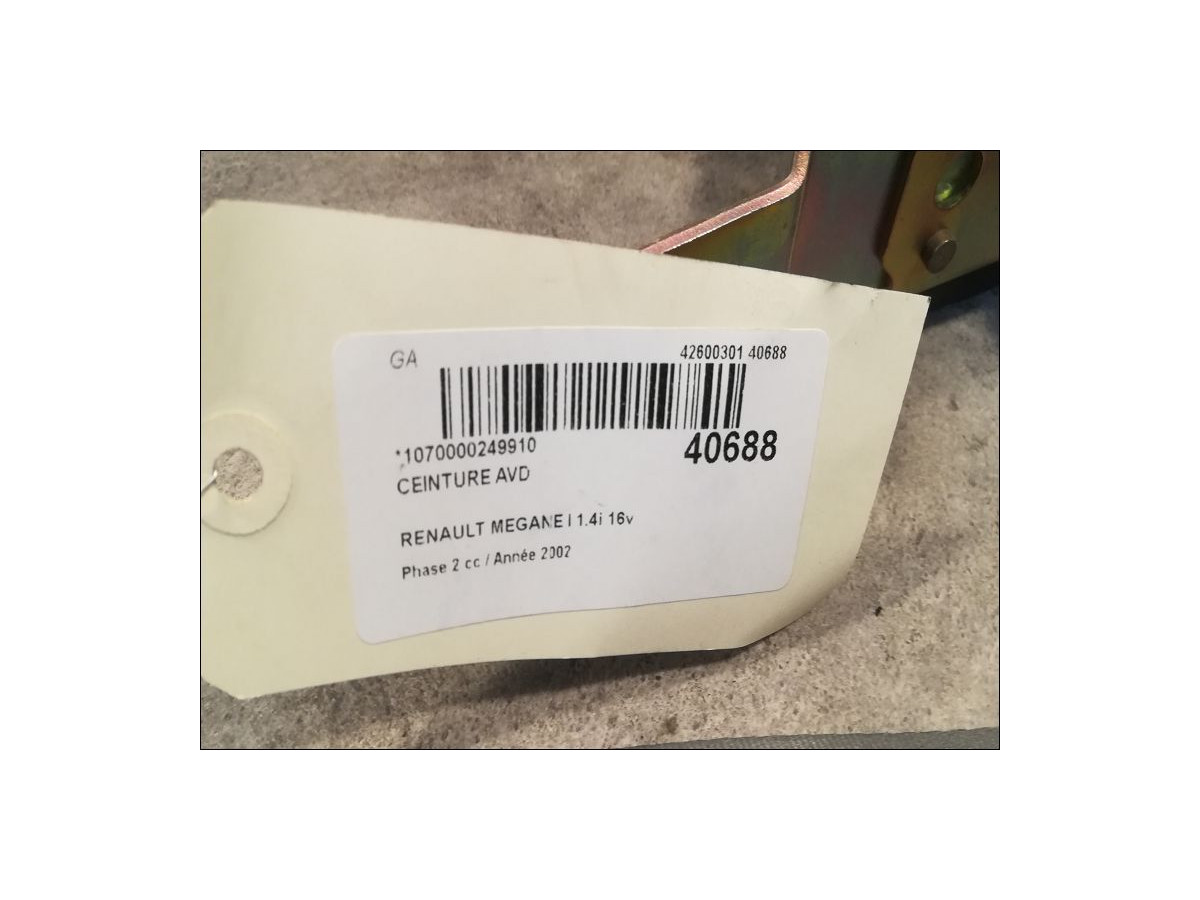 GA
42600301 40688
*1070000249910
40688
CEINTURE AVD
RENAULT MEGANE I 1.4i 16v
Phase 2 cc / Année 2002